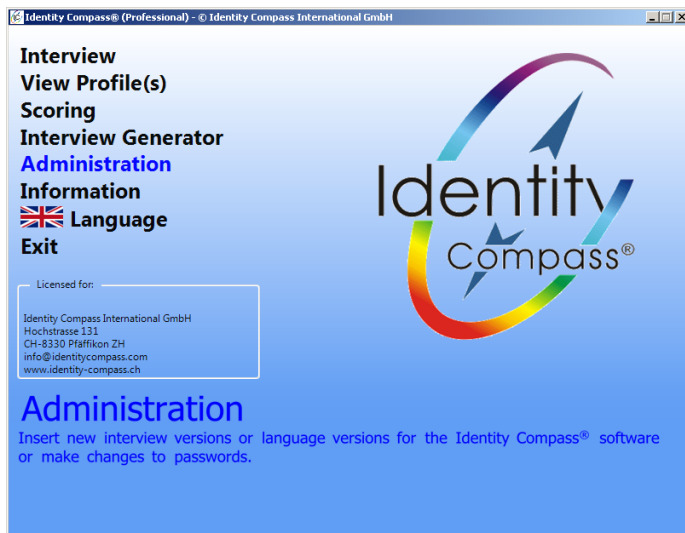 Identity Compass® (Professional) - © Identity Compass International GmbH
Interview
View Profile(s)
Scoring
Interview Generator
Administration
Information
Language
Exit
Identity
Compass®
Licensed for:
Identity Compass International GmbH
Hochstrasse 131
CH-8330 Pfäffikon ZH
info@identitycompass.com
www.identity-compass.ch
Administration
Insert new interview versions or language versions for the Identity Compass® software
or make changes to passwords.